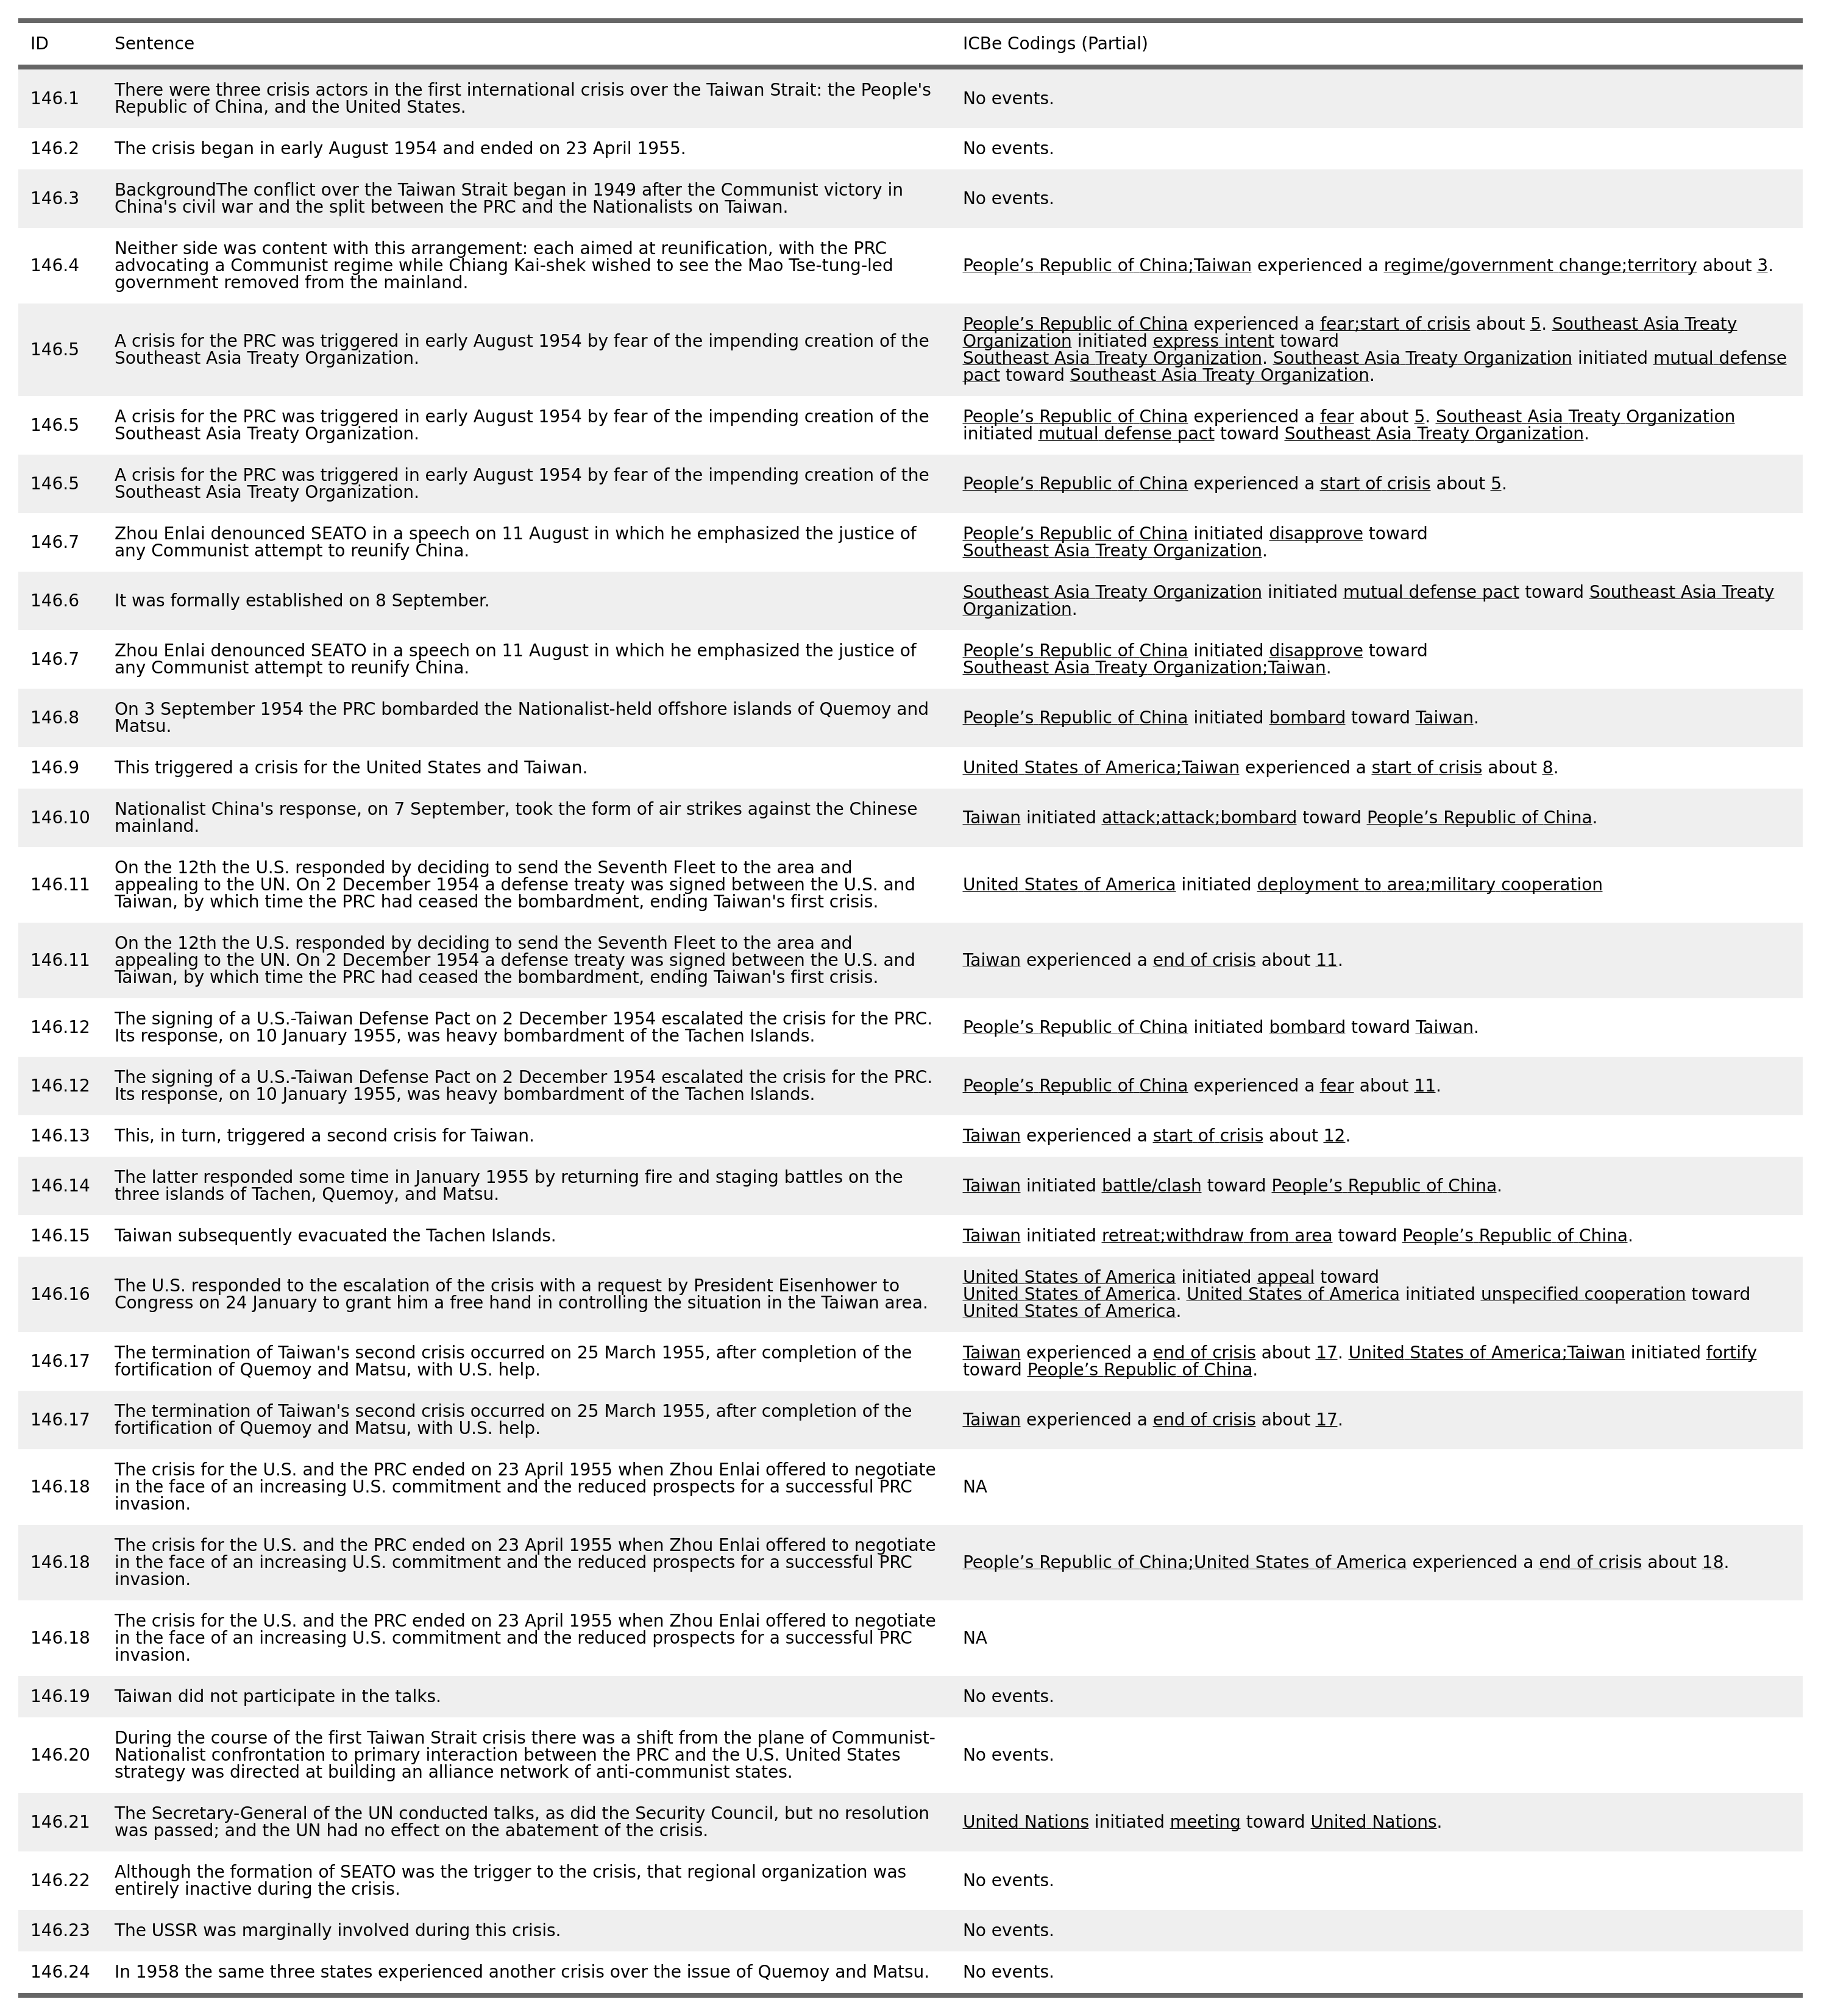 ID Sentence ICBe Codings (Partial)
146.1 There were three crisis actors in the first international crisis over the Taiwan Strait: the People's
Republic of China, and the United States.
No events.
146.2 The crisis began in early August 1954 and ended on 23 April 1955.
No events.
146.3 BackgroundThe conflict over the Taiwan Strait began in 1949 after the Communist victory in
China's civil war and the split between the PRC and the Nationalists on Taiwan.
No events.
146.4 Neither side was content with this arrangement: each aimed at reunification, with the PRC
advocating a Communist regime while Chiang Kai-shek wished to see the Mao Tse-tung-led
government removed from the mainland.
People’s Republic of China;Taiwan experienced a regime/government change;territory about 3.
146.5 A crisis for the PRC was triggered in early August 1954 by fear of the impending creation of the
Southeast Asia Treaty Organization.
People’s Republic of China experienced a fear;start of crisis about 5. Southeast Asia Treaty
Organization initiated express intent toward
Southeast Asia Treaty Organization. Southeast Asia Treaty Organization initiated mutual defense
pact toward Southeast Asia Treaty Organization.
146.5 A crisis for the PRC was triggered in early August 1954 by fear of the impending creation of the
Southeast Asia Treaty Organization.
People’s Republic of China experienced a fear about 5. Southeast Asia Treaty Organization
initiated mutual defense pact toward Southeast Asia Treaty Organization.
146.5 A crisis for the PRC was triggered in early August 1954 by fear of the impending creation of the
Southeast Asia Treaty Organization.
People’s Republic of China experienced a start of crisis about 5.
146.7 Zhou Enlai denounced SEATO in a speech on 11 August in which he emphasized the justice of
any Communist attempt to reunify China.
People’s Republic of China initiated disapprove toward
Southeast Asia Treaty Organization.
146.6 It was formally established on 8 September.
Southeast Asia Treaty Organization initiated mutual defense pact toward Southeast Asia Treaty
Organization.
146.7 Zhou Enlai denounced SEATO in a speech on 11 August in which he emphasized the justice of
any Communist attempt to reunify China.
People’s Republic of China initiated disapprove toward
Southeast Asia Treaty Organization;Taiwan.
146.8 On 3 September 1954 the PRC bombarded the Nationalist-held offshore islands of Quemoy and
Matsu.
People’s Republic of China initiated bombard toward Taiwan.
146.9 This triggered a crisis for the United States and Taiwan.
United States of America;Taiwan experienced a start of crisis about 8.
146.10 Nationalist China's response, on 7 September, took the form of air strikes against the Chinese
mainland.
Taiwan initiated attack;attack;bombard toward People’s Republic of China.
146.11 On the 12th the U.S. responded by deciding to send the Seventh Fleet to the area and
appealing to the UN. On 2 December 1954 a defense treaty was signed between the U.S. and
Taiwan, by which time the PRC had ceased the bombardment, ending Taiwan's first crisis.
United States of America initiated deployment to area;military cooperation
146.11 On the 12th the U.S. responded by deciding to send the Seventh Fleet to the area and
appealing to the UN. On 2 December 1954 a defense treaty was signed between the U.S. and
Taiwan, by which time the PRC had ceased the bombardment, ending Taiwan's first crisis.
Taiwan experienced a end of crisis about 11.
146.12 The signing of a U.S.-Taiwan Defense Pact on 2 December 1954 escalated the crisis for the PRC.
Its response, on 10 January 1955, was heavy bombardment of the Tachen Islands.
People’s Republic of China initiated bombard toward Taiwan.
146.12 The signing of a U.S.-Taiwan Defense Pact on 2 December 1954 escalated the crisis for the PRC.
Its response, on 10 January 1955, was heavy bombardment of the Tachen Islands.
People’s Republic of China experienced a fear about 11.
146.13 This, in turn, triggered a second crisis for Taiwan.
Taiwan experienced a start of crisis about 12.
146.14 The latter responded some time in January 1955 by returning fire and staging battles on the
three islands of Tachen, Quemoy, and Matsu.
Taiwan initiated battle/clash toward People’s Republic of China.
146.15 Taiwan subsequently evacuated the Tachen Islands.
Taiwan initiated retreat;withdraw from area toward People’s Republic of China.
146.16 The U.S. responded to the escalation of the crisis with a request by President Eisenhower to
Congress on 24 January to grant him a free hand in controlling the situation in the Taiwan area.
United States of America initiated appeal toward
United States of America. United States of America initiated unspecified cooperation toward
United States of America.
146.17 The termination of Taiwan's second crisis occurred on 25 March 1955, after completion of the
fortification of Quemoy and Matsu, with U.S. help.
Taiwan experienced a end of crisis about 17. United States of America;Taiwan initiated fortify
toward People’s Republic of China.
146.17 The termination of Taiwan's second crisis occurred on 25 March 1955, after completion of the
fortification of Quemoy and Matsu, with U.S. help.
Taiwan experienced a end of crisis about 17.
146.18 The crisis for the U.S. and the PRC ended on 23 April 1955 when Zhou Enlai offered to negotiate
in the face of an increasing U.S. commitment and the reduced prospects for a successful PRC
invasion.
NA
146.18 The crisis for the U.S. and the PRC ended on 23 April 1955 when Zhou Enlai offered to negotiate
in the face of an increasing U.S. commitment and the reduced prospects for a successful PRC
invasion.
People’s Republic of China;United States of America experienced a end of crisis about 18.
146.18 The crisis for the U.S. and the PRC ended on 23 April 1955 when Zhou Enlai offered to negotiate
in the face of an increasing U.S. commitment and the reduced prospects for a successful PRC
invasion.
NA
146.19 Taiwan did not participate in the talks.
No events.
146.20 During the course of the first Taiwan Strait crisis there was a shift from the plane of Communist-
Nationalist confrontation to primary interaction between the PRC and the U.S. United States
strategy was directed at building an alliance network of anti-communist states.
No events.
146.21 The Secretary-General of the UN conducted talks, as did the Security Council, but no resolution
was passed; and the UN had no effect on the abatement of the crisis.
United Nations initiated meeting toward United Nations.
146.22 Although the formation of SEATO was the trigger to the crisis, that regional organization was
entirely inactive during the crisis.
No events.
146.23 The USSR was marginally involved during this crisis.
No events.
146.24 In 1958 the same three states experienced another crisis over the issue of Quemoy and Matsu.
No events.